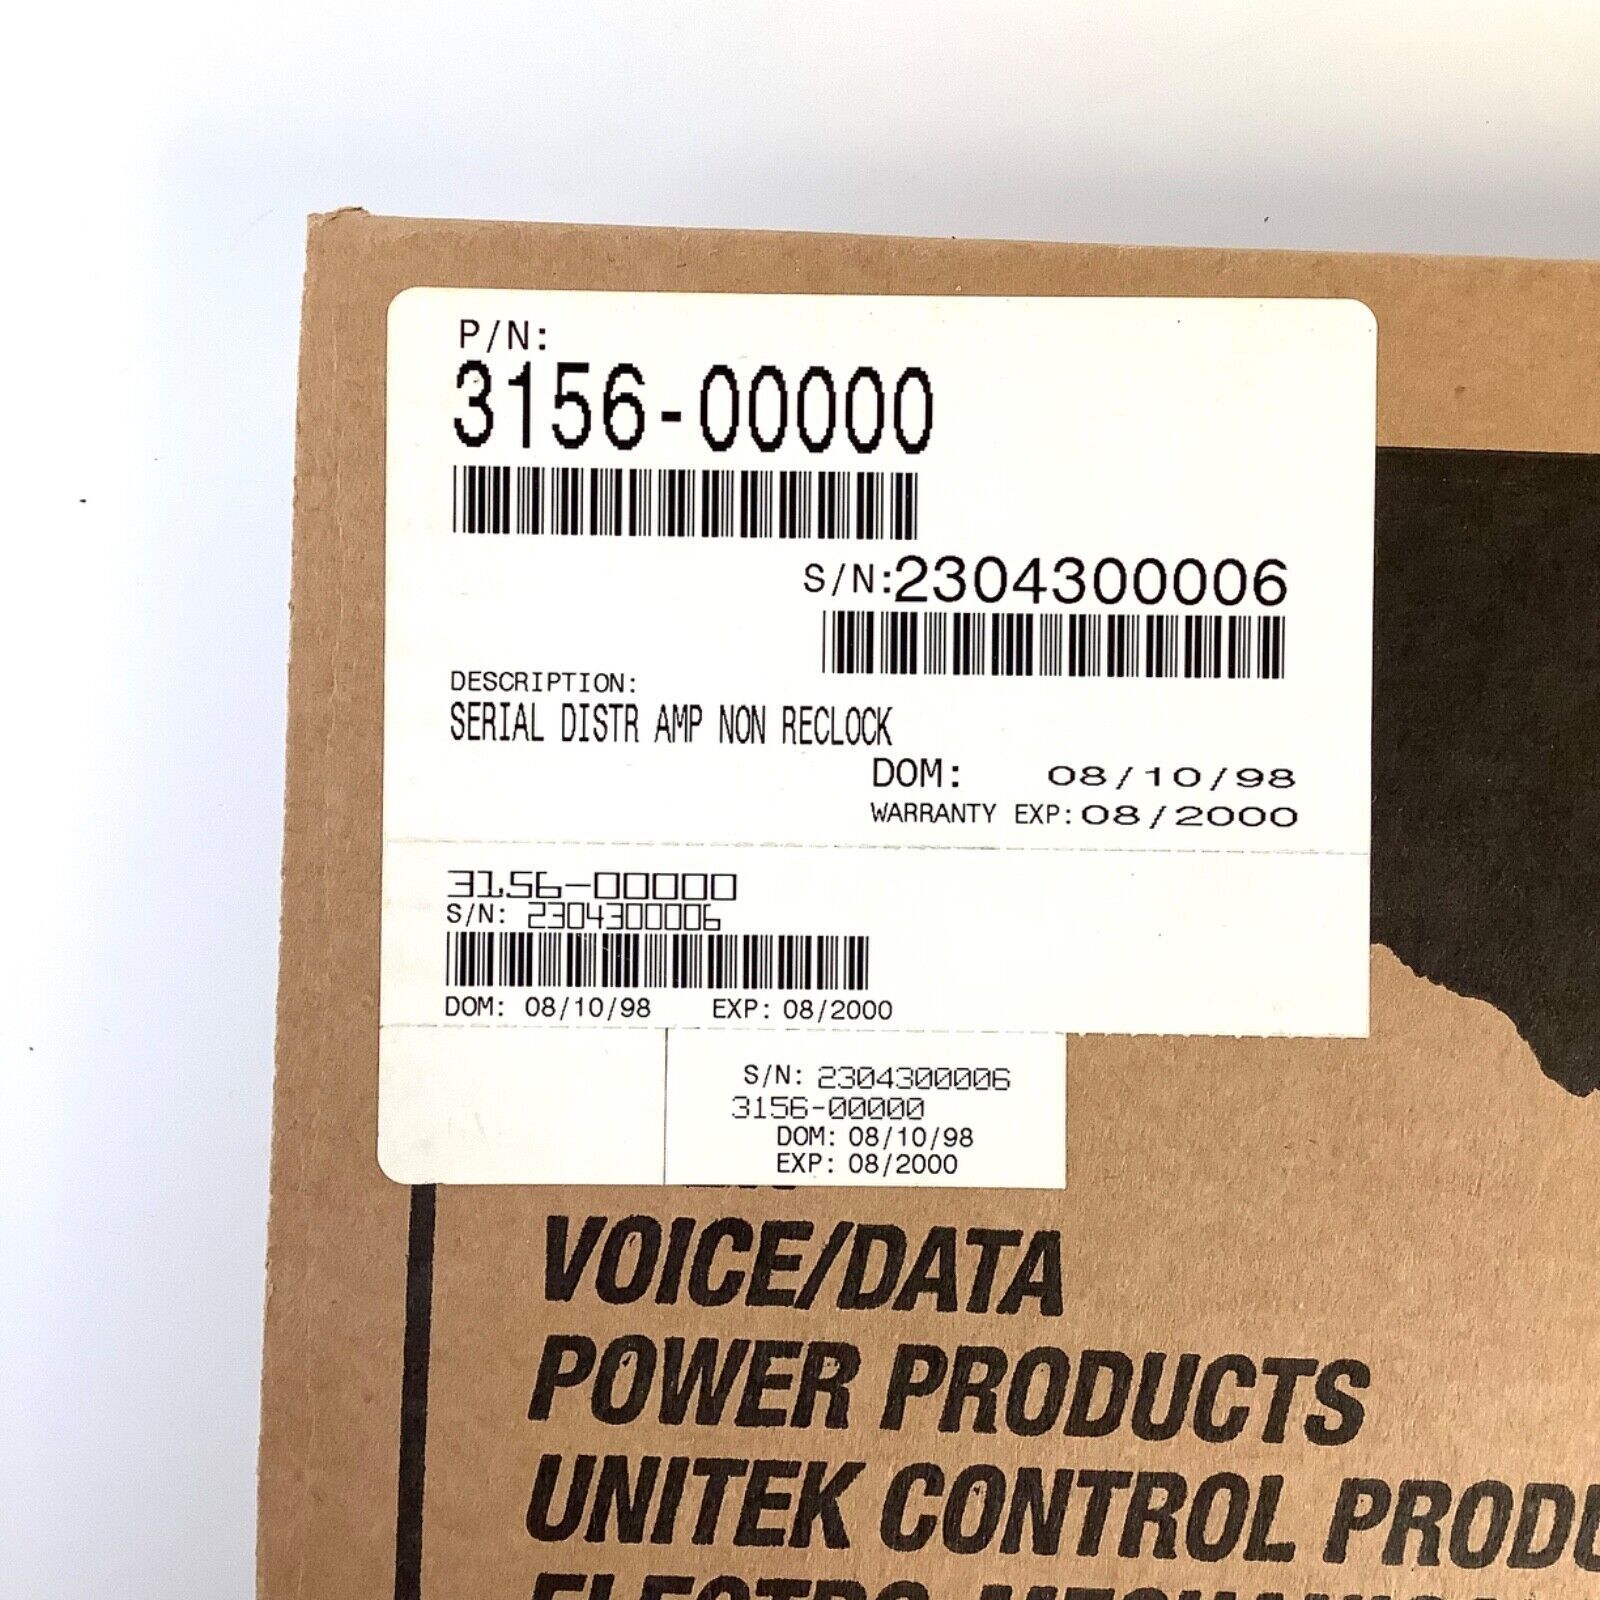 P/N:
3156-00000
S/N:2304300006
DESCRIPTION:
SERIAL DISTR AMP NON RECLOCK
DOM: 08/10/98
WARRANTY EXP:08/2000
3156-00000
S/N: 2304300006
DOM: 08/10/98 EXP: 08/2000
S/N: 2304300006
3156-00000
DOM: 08/10/98
EXP: 08/2000
VOICE/DATA
POWER PRODUCTS
UNITEK CONTROL PRODU